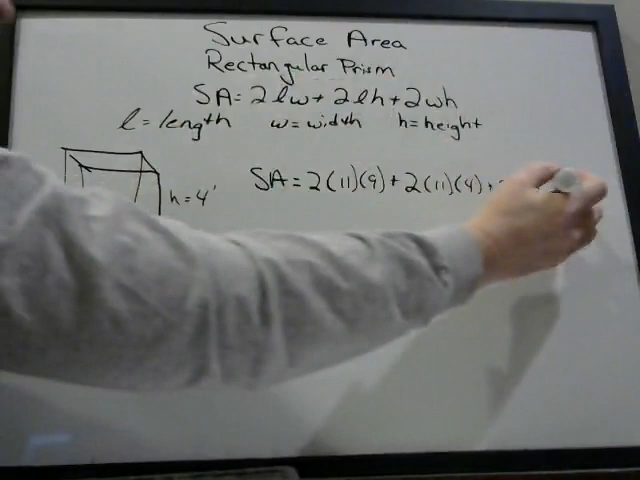 Surface Area
Rectangular Prism
SA = 2lw + 2lh + 2wh
l = length w = width h = height
h = 4'
SA = 2(11)(9) + 2(11)(4) +